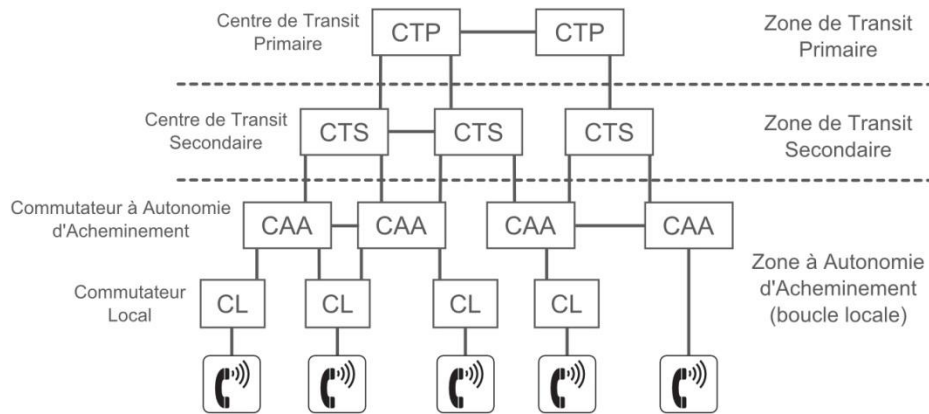 Centre de Transit
Primaire
CTP
CTP
Zone de Transit
Primaire
Centre de Transit
Secondaire
CTS
CTS
CTS
Zone de Transit
Secondaire
Commutateur à Autonomie
d'Acheminement
CAA
CAA
CAA
CAA
Zone à Autonomie
d'Acheminement
(boucle locale)
Commutateur
Local
CL
CL
CL
CL